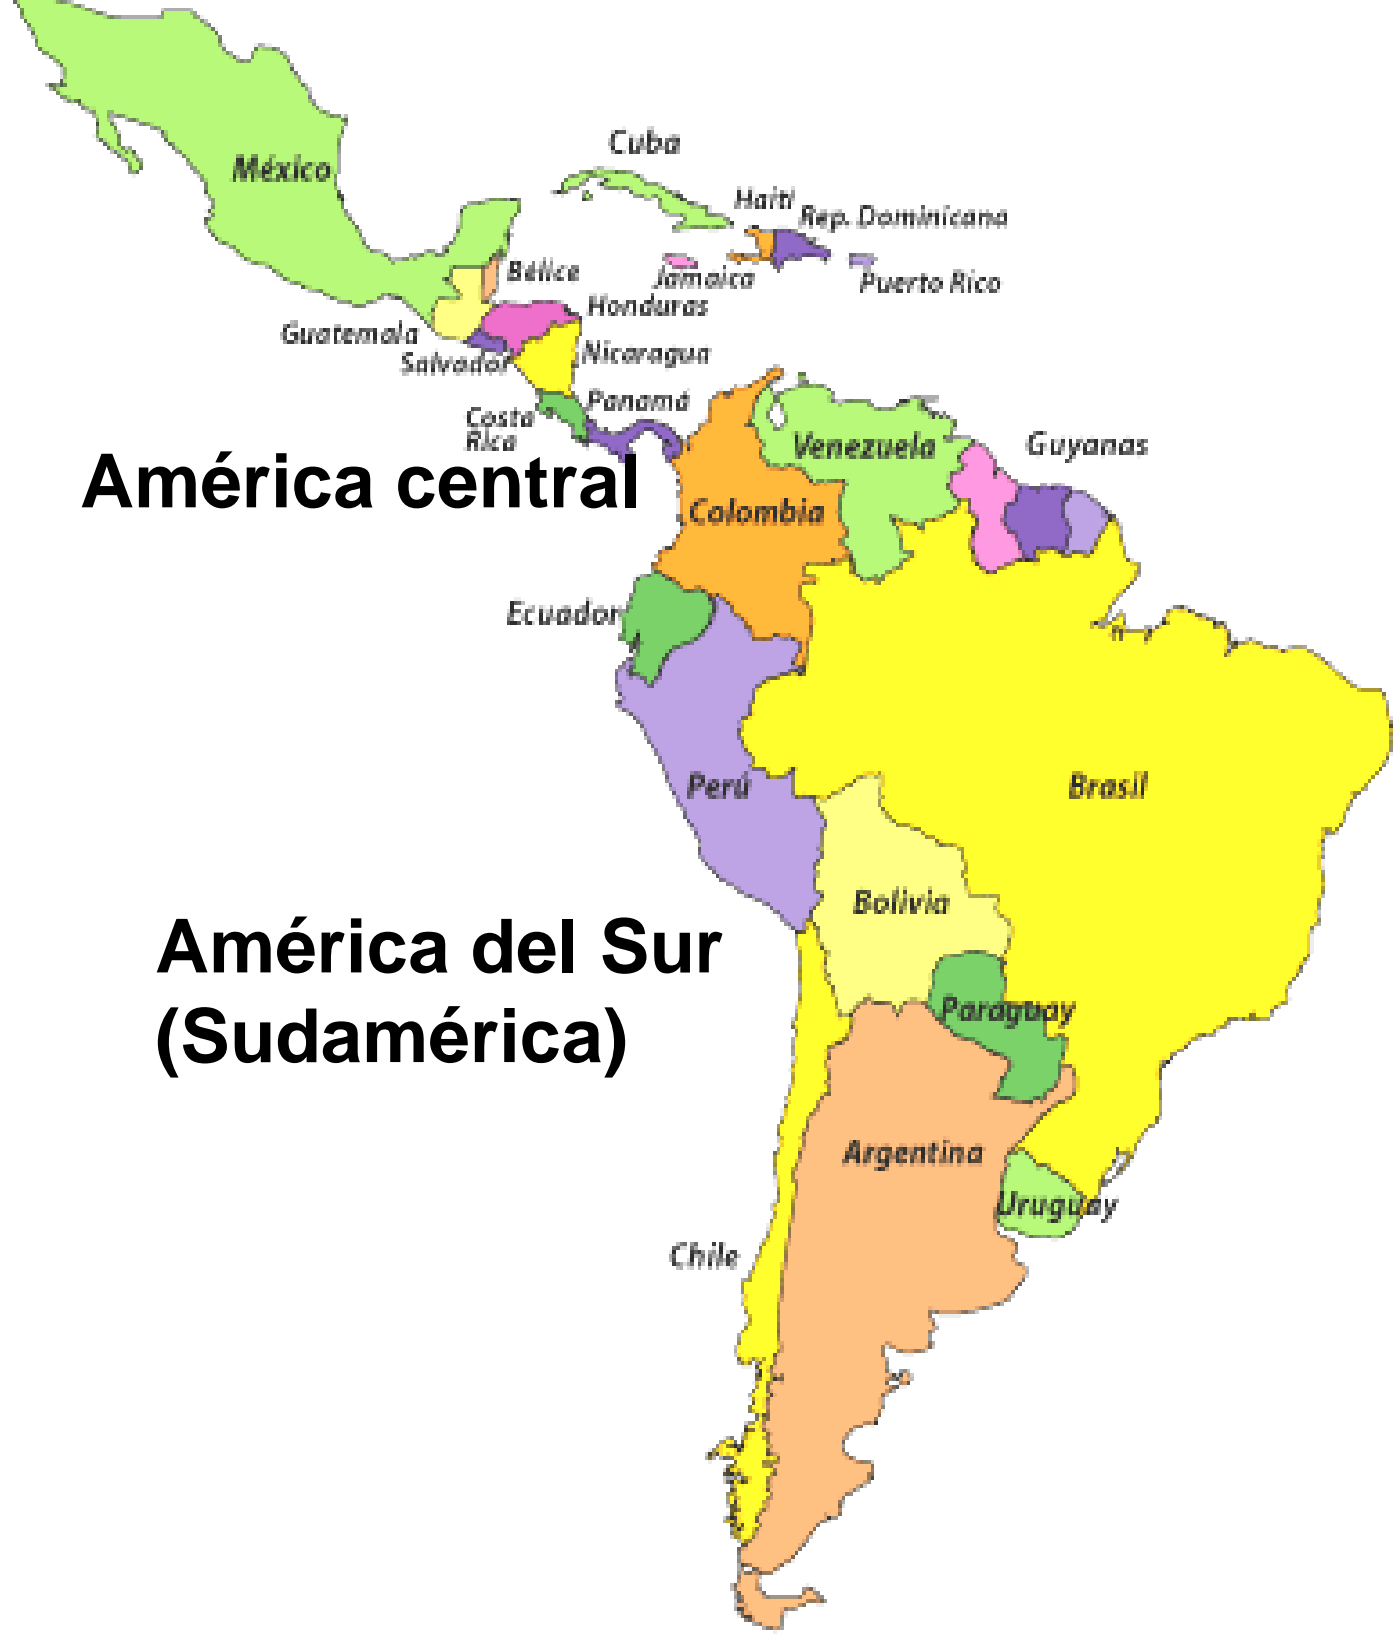 Cuba
México
Haití
Rep. Dominicana
Bélice
Jamaica
Puerto Rico
Honduras
Guatemala
Nicaragua
Salvador
Panamá
Costa
Rica
Venezuela
Guyanas
América central
Colombia
Ecuador
Perú
Brasil
Bolivia
América del Sur
(Sudamérica)
Paraguay
Argentina
Uruguay
Chile